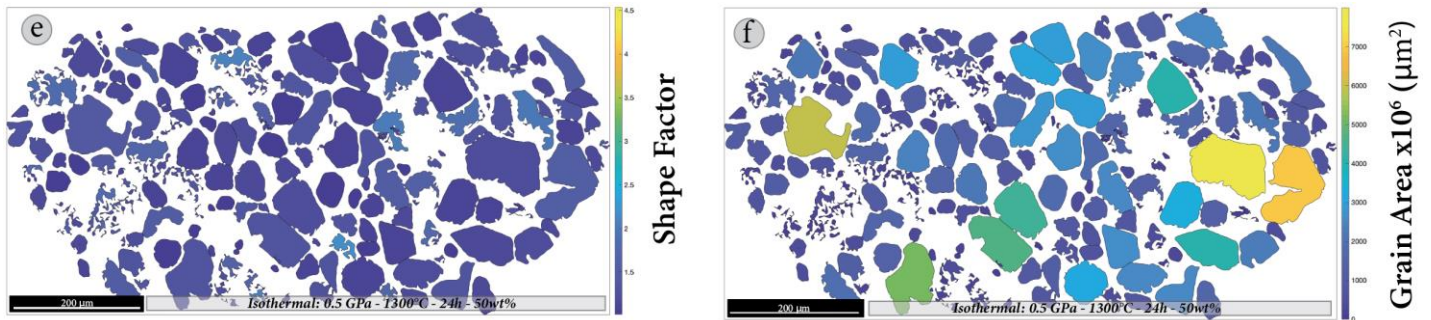 e
4.5
4
3.5
3
2.5
2
1.5
Shape Factor
200 μm
Isothermal: 0.5 GPa - 1300°C - 24h - 50wt%
f
7000
6000
5000
4000
3000
2000
1000
0
Grain Area x10⁶ (μm²)
200 μm
Isothermal: 0.5 GPa - 1300°C - 24h - 50wt%